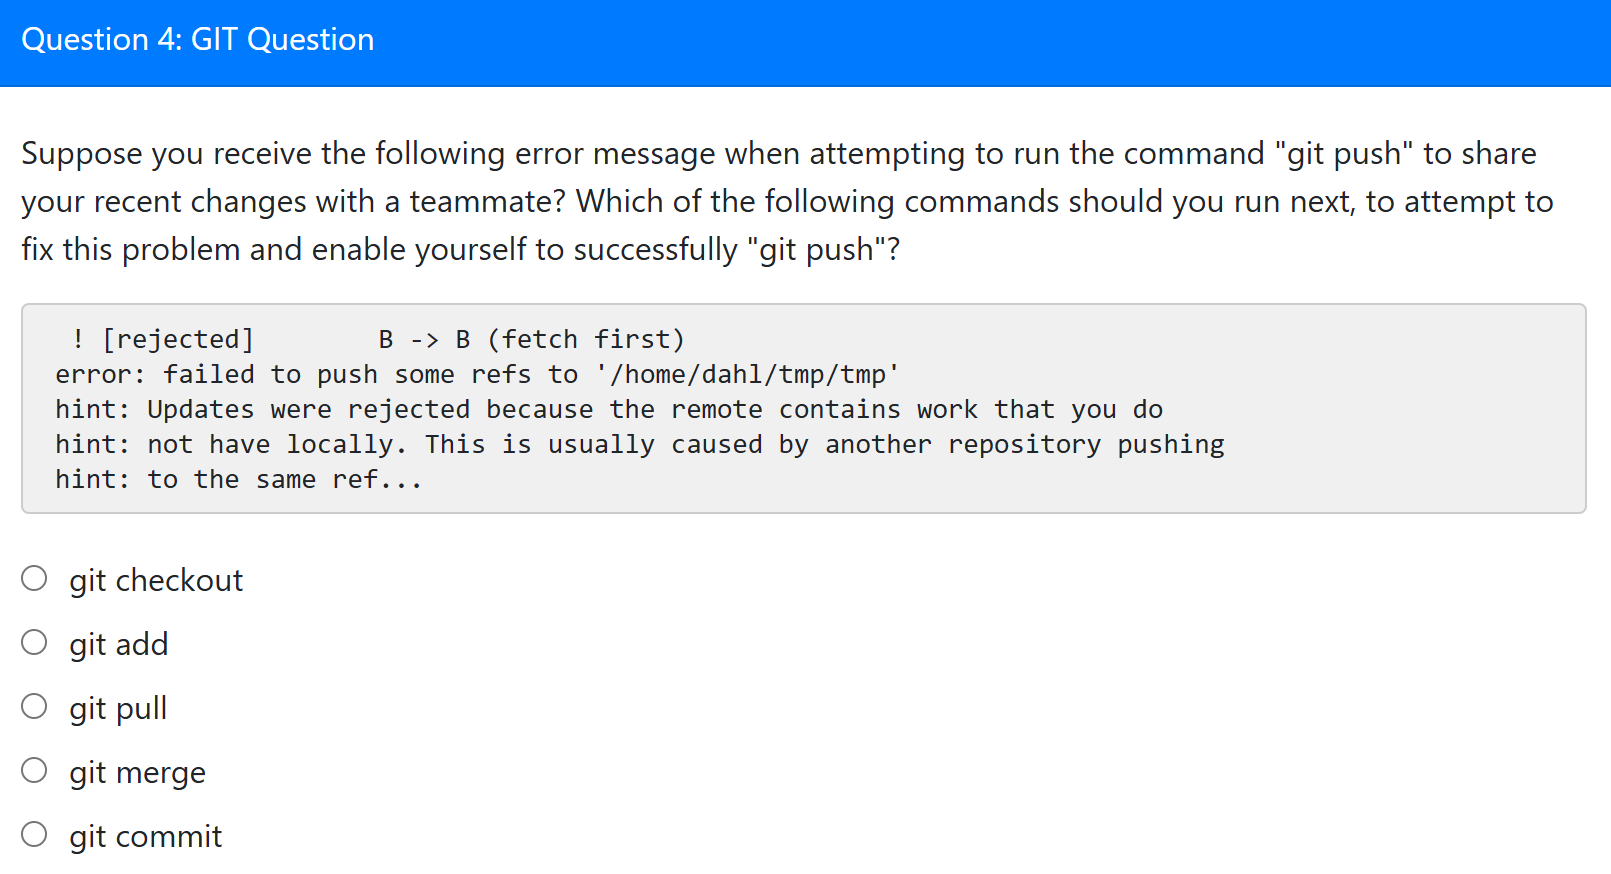 Question 4: GIT Question
Suppose you receive the following error message when attempting to run the command "git push" to share
your recent changes with a teammate? Which of the following commands should you run next, to attempt to
fix this problem and enable yourself to successfully "git push"?
! [rejected]        B -> B (fetch first)
error: failed to push some refs to '/home/dahl/tmp/tmp'
hint: Updates were rejected because the remote contains work that you do
hint: not have locally. This is usually caused by another repository pushing
hint: to the same ref...
git checkout
git add
git pull
git merge
git commit